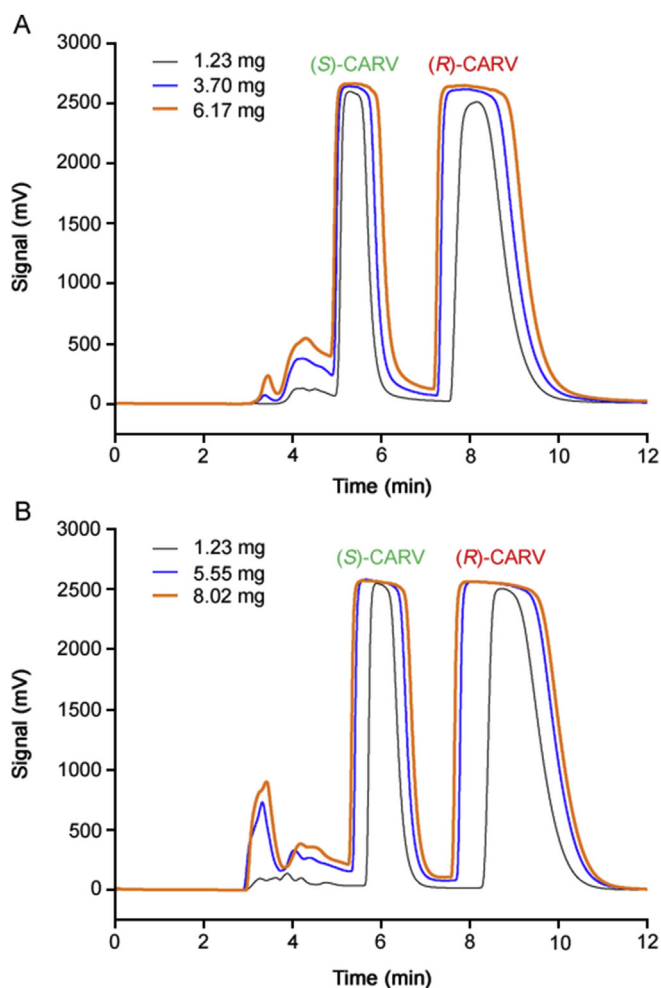 A
3000
2500
2000
1500
1000
500
0
Signal (mV)
1.23 mg
3.70 mg
6.17 mg
(S)-CARV
(R)-CARV
0 2 4 6 8 10 12
Time (min)
B
3000
2500
2000
1500
1000
500
0
Signal (mV)
1.23 mg
5.55 mg
8.02 mg
(S)-CARV
(R)-CARV
0 2 4 6 8 10 12
Time (min)